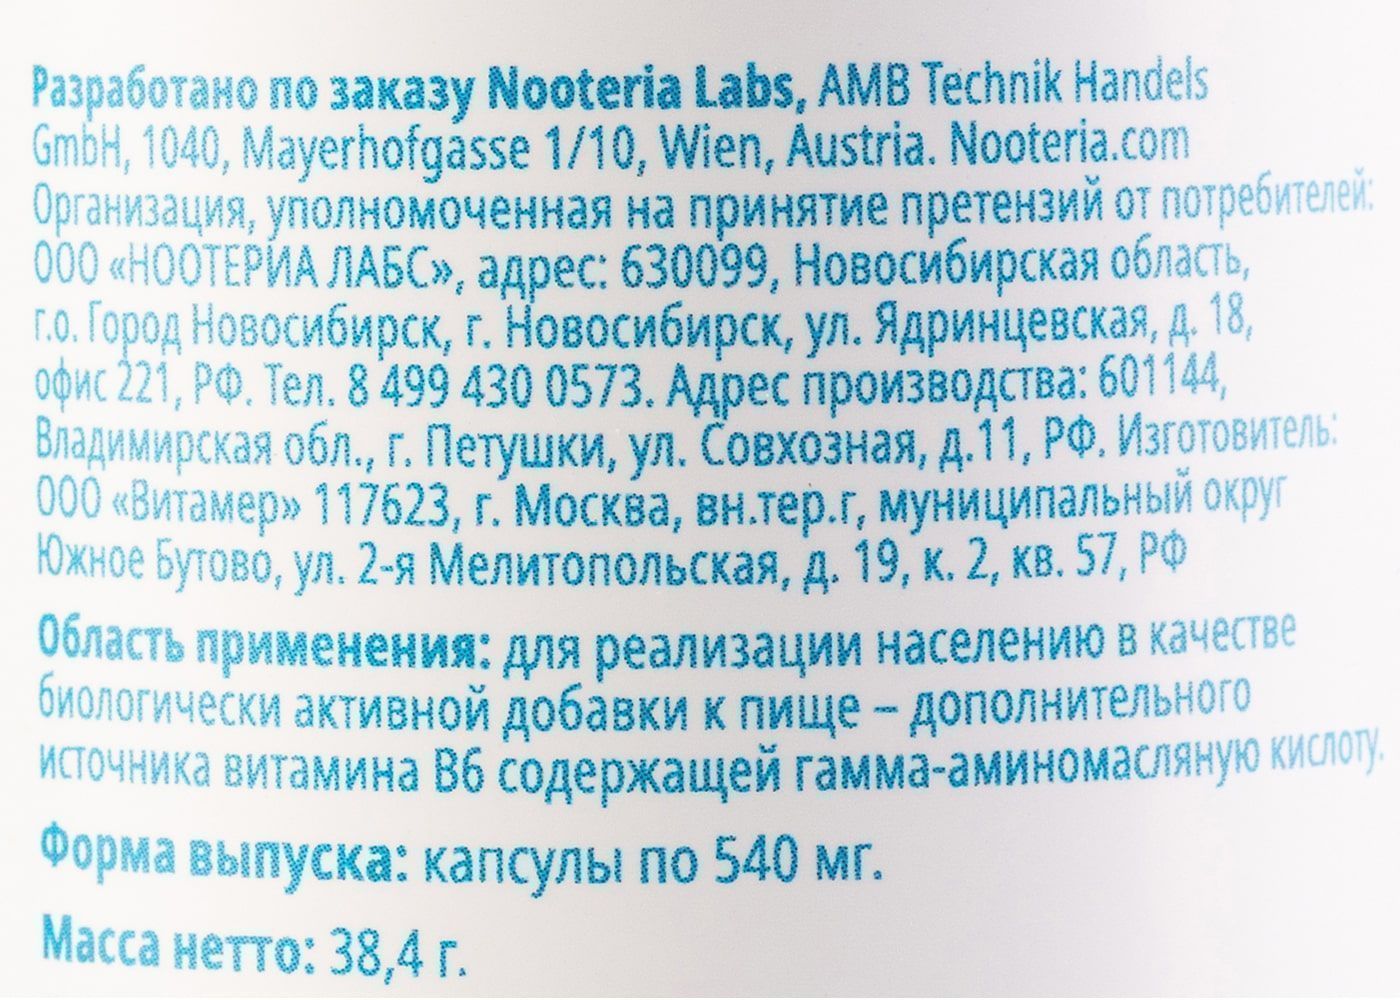 Разработано по заказу Nooteria Labs, AMB Technik Handels
GmbH, 1040, Mayerhofgasse 1/10, Wien, Austria. Nooteria.com
Организация, уполномоченная на принятие претензий от потребителей:
ООО «НООТЕРИА ЛАБС», адрес: 630099, Новосибирская область,
г.о. Город Новосибирск, г. Новосибирск, ул. Ядринцевская, д. 18,
офис 221, РФ. Тел. 8 499 430 0573. Адрес производства: 601144,
Владимирская обл., г. Петушки, ул. Совхозная, д.11, РФ. Изготовитель:
ООО «Витамер» 117623, г. Москва, вн.тер.г, муниципальный округ
Южное Бутово, ул. 2-я Мелитопольская, д. 19, к. 2, кв. 57, РФ
Область применения: для реализации населению в качестве
биологически активной добавки к пище – дополнительного
источника витамина В6 содержащей гамма-аминомасляную кислоту.
Форма выпуска: капсулы по 540 мг.
Масса нетто: 38,4 г.